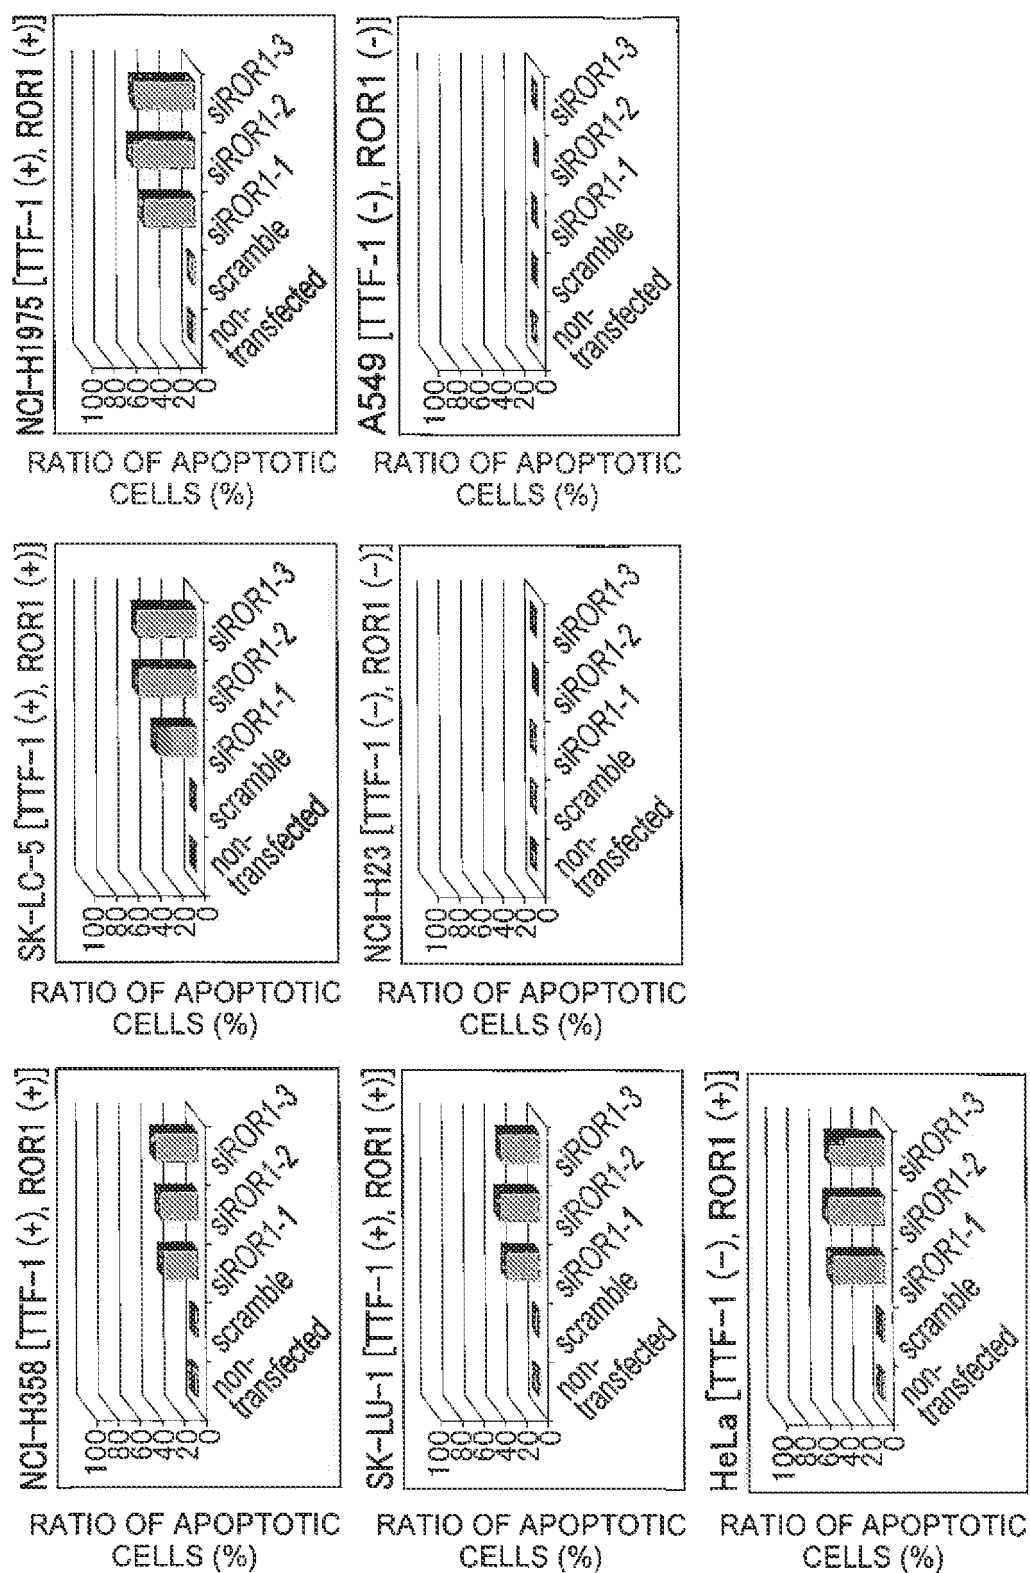 NCI-H358 [TTF-1 (+), ROR1 (+)]
RATIO OF APOPTOTIC
CELLS (%)
100
80
60
40
20
0
non-
transfected
scramble
siROR1-1
siROR1-2
siROR1-3
SK-LC-5 [TTF-1 (+), ROR1 (+)]
RATIO OF APOPTOTIC
CELLS (%)
100
80
60
40
20
0
non-
transfected
scramble
siROR1-1
siROR1-2
siROR1-3
NCI-H1975 [TTF-1 (+), ROR1 (+)]
RATIO OF APOPTOTIC
CELLS (%)
100
80
60
40
20
0
non-
transfected
scramble
siROR1-1
siROR1-2
siROR1-3
SK-LU-1 [TTF-1 (+), ROR1 (+)]
RATIO OF APOPTOTIC
CELLS (%)
100
80
60
40
20
0
non-
transfected
scramble
siROR1-1
siROR1-2
siROR1-3
NCI-H23 [TTF-1 (-), ROR1 (-)]
RATIO OF APOPTOTIC
CELLS (%)
100
80
60
40
20
0
non-
transfected
scramble
siROR1-1
siROR1-2
siROR1-3
A549 [TTF-1 (-), ROR1 (-)]
RATIO OF APOPTOTIC
CELLS (%)
100
80
60
40
20
0
non-
transfected
scramble
siROR1-1
siROR1-2
siROR1-3
HeLa [TTF-1 (-), ROR1 (+)]
RATIO OF APOPTOTIC
CELLS (%)
100
80
60
40
20
0
non-
transfected
scramble
siROR1-1
siROR1-2
siROR1-3